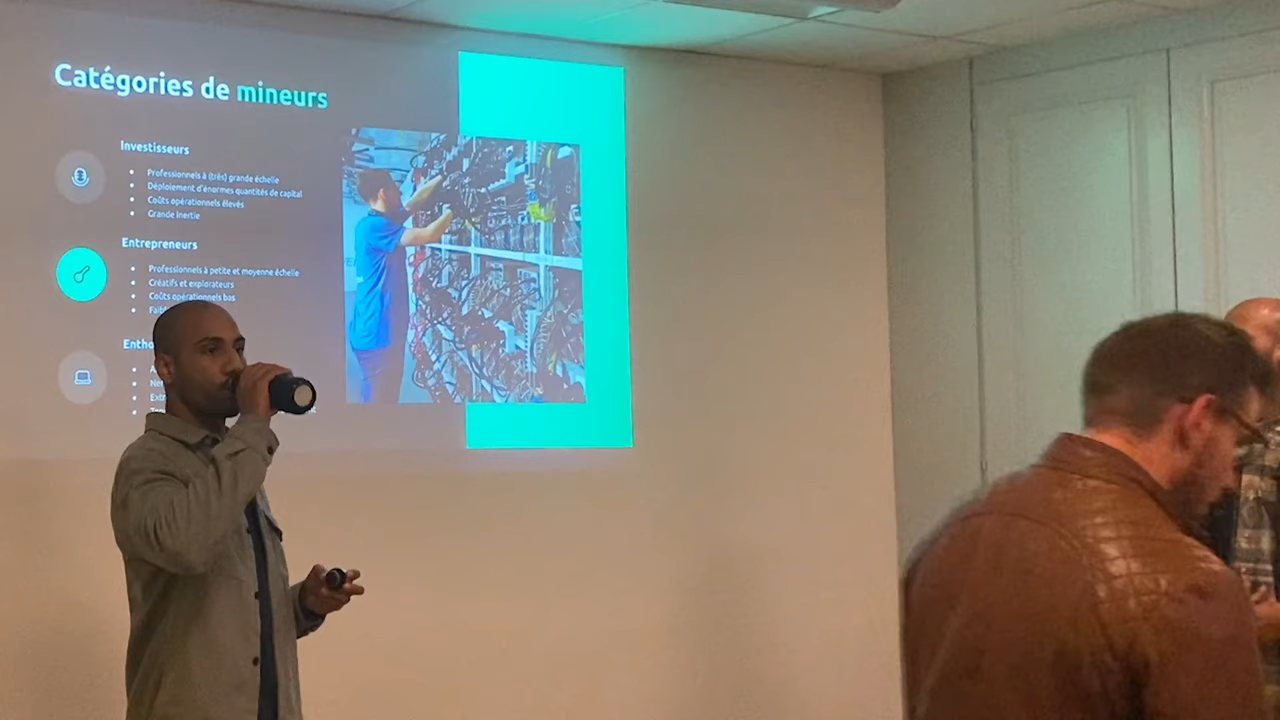 Catégories de mineurs
Investisseurs
Professionnels à (très) grande échelle
Déploiement d'énormes quantités de capital
Coûts opérationnels élevés
Grande Inertie
Entrepreneurs
Professionnels à petite et moyenne échelle
Créatifs et explorateurs
Coûts opérationnels bas